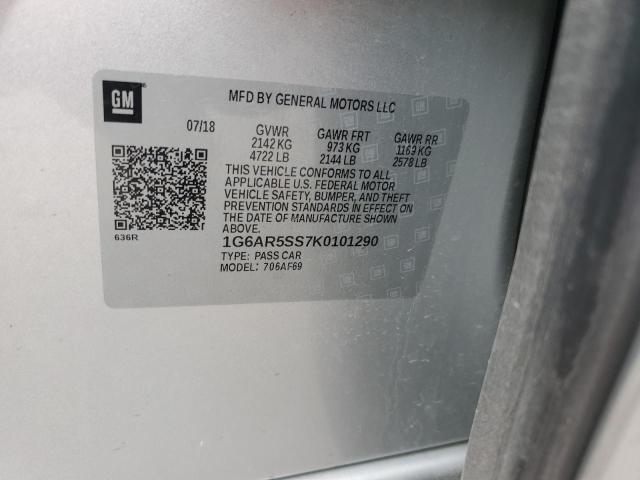 GM
MFD BY GENERAL MOTORS LLC
07/18 GVWR GAWR FRT GAWR RR
2142 KG 973 KG 1169 KG
4722 LB 2144 LB 2578 LB
THIS VEHICLE CONFORMS TO ALL
APPLICABLE U.S. FEDERAL MOTOR
VEHICLE SAFETY, BUMPER, AND THEFT
PREVENTION STANDARDS IN EFFECT ON
THE DATE OF MANUFACTURE SHOWN
ABOVE.
636R
1G6AR5SS7K0101290
TYPE: PASS CAR
MODEL: 706AF69